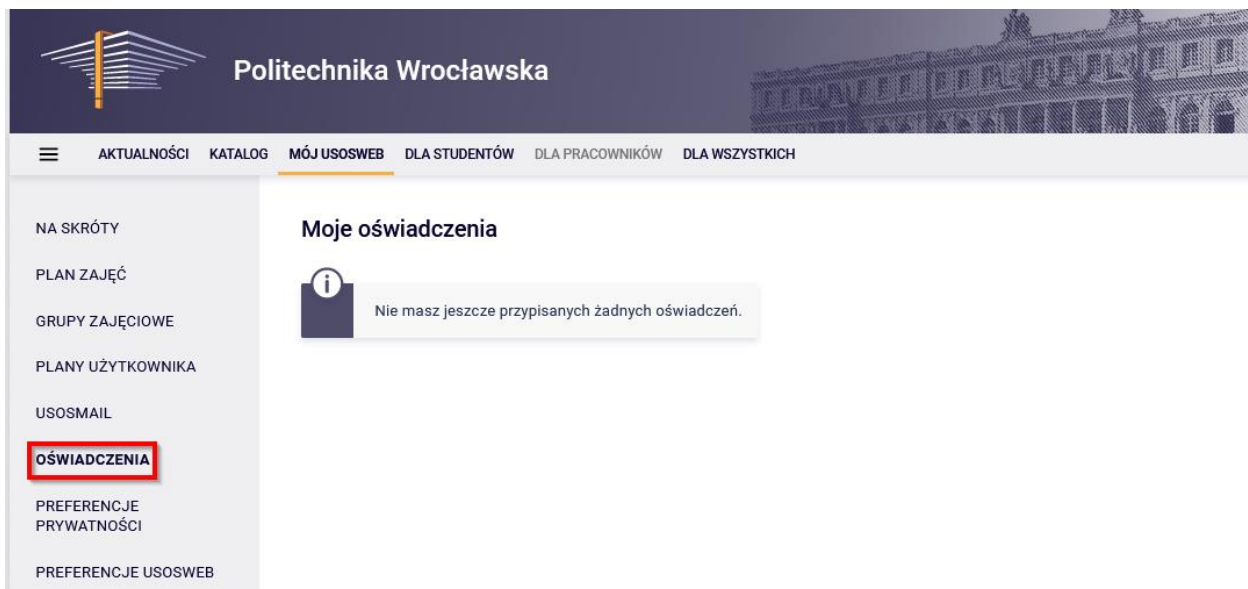 Politechnika Wrocławska
AKTUALNOŚCI KATALOG MÓJ USOSWEB DLA STUDENTÓW DLA PRACOWNIKÓW DLA WSZYSTKICH
NA SKRÓTY
PLAN ZAJĘĆ
GRUPY ZAJĘCIOWE
PLANY UŻYTKOWNIKA
USOSMAIL
OŚWIADCZENIA
PREFERENCJE
PRYWATNOŚCI
PREFERENCJE USOSWEB
Moje oświadczenia
Nie masz jeszcze przypisanych żadnych oświadczeń.